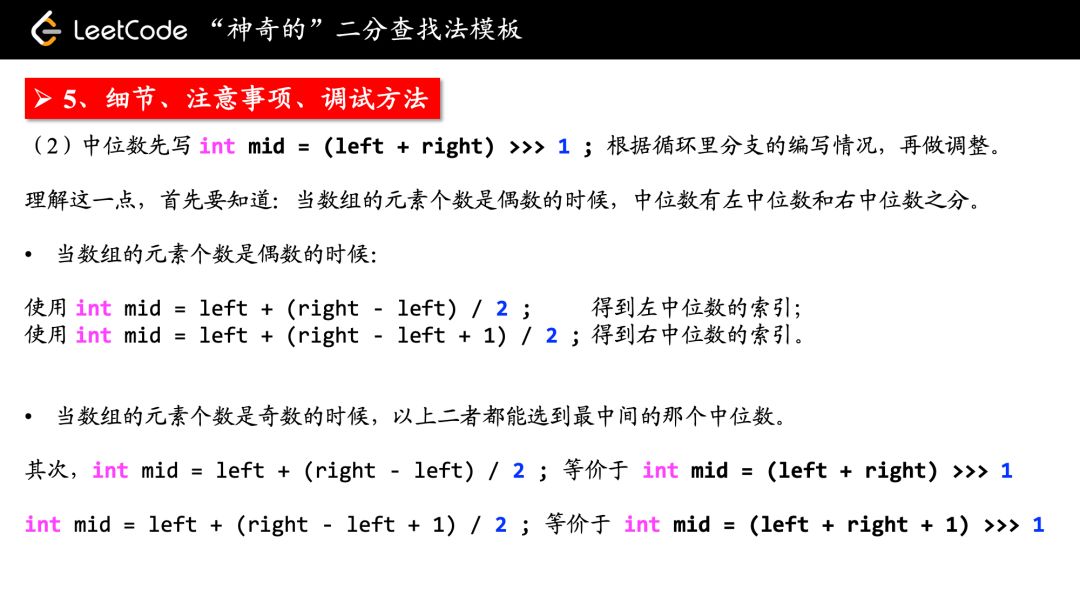 LeetCode “神奇的”二分查找法模板
➢ 5、细节、注意事项、调试方法
（2）中位数先写 int mid = (left + right) >>> 1 ; 根据循环里分支的编写情况，再做调整。
理解这一点，首先要知道：当数组的元素个数是偶数的时候，中位数有左中位数和右中位数之分。
• 当数组的元素个数是偶数的时候：
使用 int mid = left + (right - left) / 2 ; 得到左中位数的索引；
使用 int mid = left + (right - left + 1) / 2 ; 得到右中位数的索引。
• 当数组的元素个数是奇数的时候，以上二者都能选到最中间的那个中位数。
其次，int mid = left + (right - left) / 2 ; 等价于 int mid = (left + right) >>> 1
int mid = left + (right - left + 1) / 2 ; 等价于 int mid = (left + right + 1) >>> 1